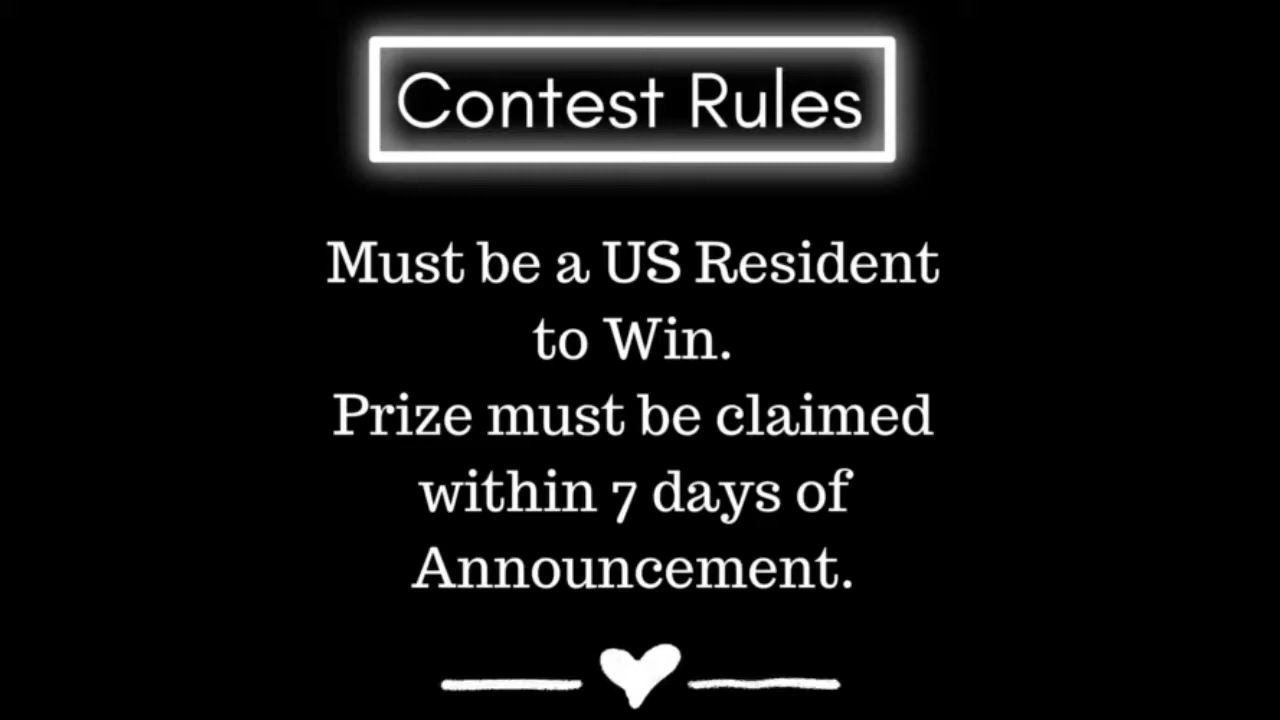 Contest Rules
Must be a US Resident
to Win.
Prize must be claimed
within 7 days of
Announcement.